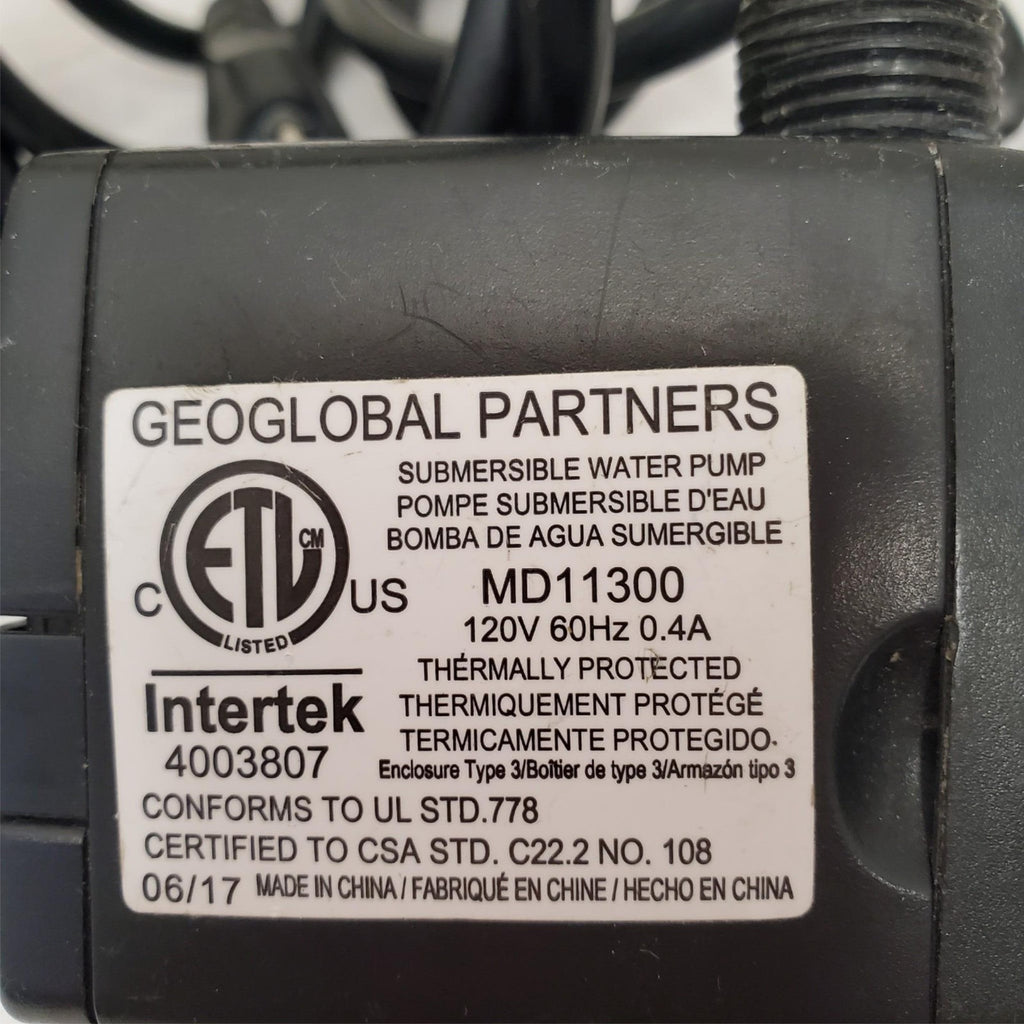 GEOGLOBAL PARTNERS
SUBMERSIBLE WATER PUMP
POMPE SUBMERSIBLE D'EAU
BOMBA DE AGUA SUMERGIBLE
C ETL CM US
LISTED
MD11300
120V 60Hz 0.4A
Intertek
4003807
THERMALLY PROTECTED
THERMIQUEMENT PROTÉGÉ
TERMICAMENTE PROTEGIDO
Enclosure Type 3/Boîtier de type 3/Armazón tipo 3
CONFORMS TO UL STD.778
CERTIFIED TO CSA STD. C22.2 NO. 108
06/17 MADE IN CHINA / FABRIQUÉ EN CHINE / HECHO EN CHINA